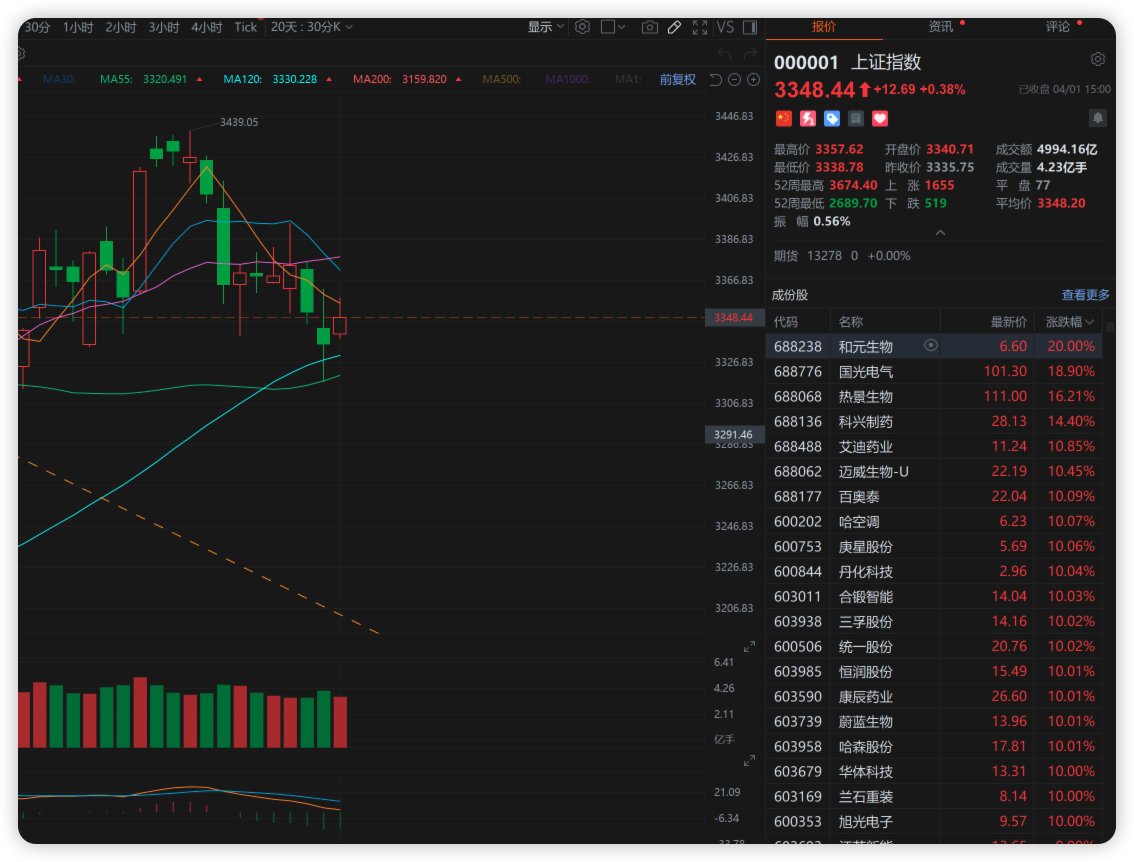 30分 1小时 2小时 3小时 4小时 Tick 20天 : 30分K 显示 VS
MA30: MA55: 3320.491 MA120: 3330.228 MA200: 3159.820 MA500: MA1000: MA1: 前复权
3439.05
3446.83
3426.83
3406.83
3386.83
3366.83
3348.44
3326.83
3306.83
3291.46
3286.83
3266.83
3246.83
3226.83
3206.83
6.41
4.26
2.11
亿手
21.09
-6.34
-33.78
报价 资讯 评论
000001 上证指数
3348.44 +12.69 +0.38% 已收盘 04/01 15:00
最高价 3357.62 开盘价 3340.71 成交额 4994.16亿
最低价 3338.78 昨收价 3335.75 成交量 4.23亿手
52周最高 3674.40 上 涨 1655 平 盘 77
52周最低 2689.70 下 跌 519 平均价 3348.20
振 幅 0.56%
期货 13278 0 +0.00%
成份股 查看更多
代码 名称 最新价 涨跌幅
688238 和元生物 6.60 20.00%
688776 国光电气 101.30 18.90%
688068 热景生物 111.00 16.21%
688136 科兴制药 28.13 14.40%
688488 艾迪药业 11.24 10.85%
688062 迈威生物-U 22.19 10.45%
688177 百奥泰 22.04 10.09%
600202 哈空调 6.23 10.07%
600753 庚星股份 5.69 10.06%
600844 丹化科技 2.96 10.04%
603011 合锻智能 14.04 10.03%
603938 三孚股份 14.16 10.02%
600506 统一股份 20.76 10.02%
603985 恒润股份 15.49 10.01%
603590 康辰药业 26.60 10.01%
603739 蔚蓝生物 13.96 10.01%
603958 哈森股份 17.81 10.01%
603679 华体科技 13.31 10.00%
603169 兰石重装 8.14 10.00%
600353 旭光电子 9.57 10.00%